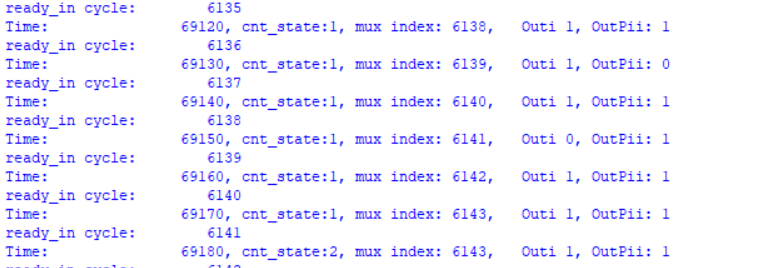 ready_in cycle: 6135
Time: 69120, cnt_state:1, mux index: 6138, Outi 1, OutPii: 1
ready_in cycle: 6136
Time: 69130, cnt_state:1, mux index: 6139, Outi 1, OutPii: 0
ready_in cycle: 6137
Time: 69140, cnt_state:1, mux index: 6140, Outi 1, OutPii: 1
ready_in cycle: 6138
Time: 69150, cnt_state:1, mux index: 6141, Outi 0, OutPii: 1
ready_in cycle: 6139
Time: 69160, cnt_state:1, mux index: 6142, Outi 1, OutPii: 1
ready_in cycle: 6140
Time: 69170, cnt_state:1, mux index: 6143, Outi 1, OutPii: 1
ready_in cycle: 6141
Time: 69180, cnt_state:2, mux index: 6143, Outi 1, OutPii: 1